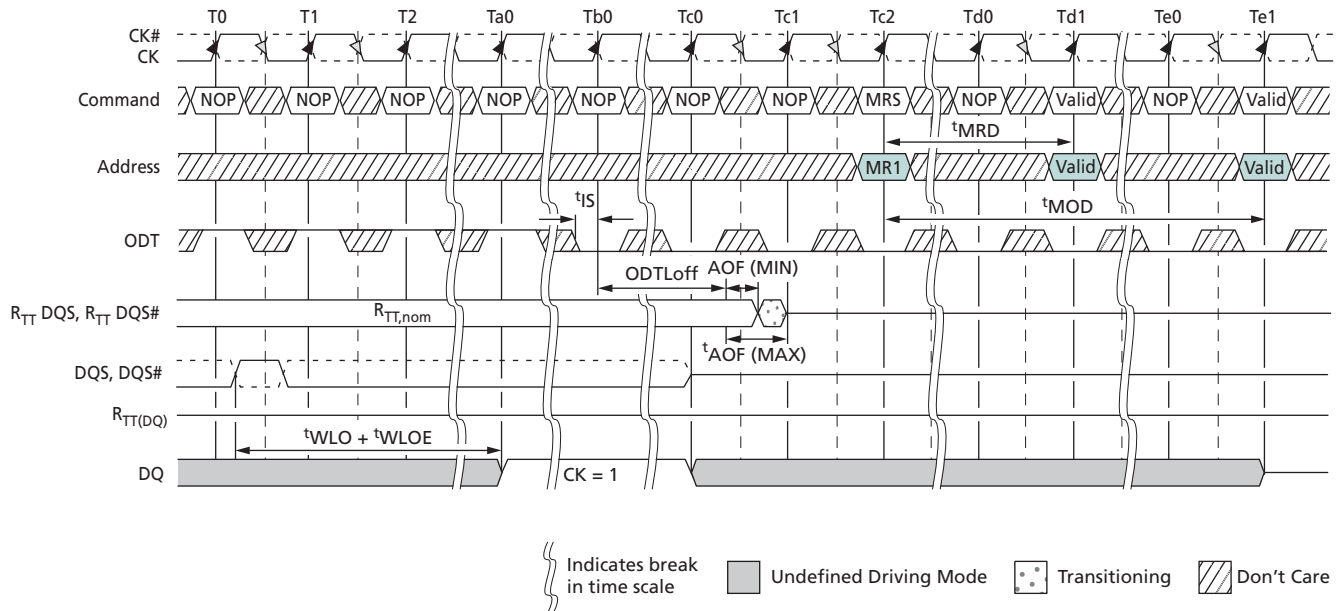 T0 T1 T2 Ta0 Tb0 Tc0 Tc1 Tc2 Td0 Td1 Te0 Te1
CK#
CK
Command NOP NOP NOP NOP NOP NOP NOP MRS NOP Valid NOP Valid
tMRD
Address MR1 Valid Valid
tIS
tMOD
ODT
ODTLoff AOF (MIN)
RTT DQS, RTT DQS# RTT,nom
tAOF (MAX)
DQS, DQS#
RTT(DQ)
tWLO + tWLOE
DQ CK = 1
Indicates break
in time scale
Undefined Driving Mode
Transitioning
Don't Care